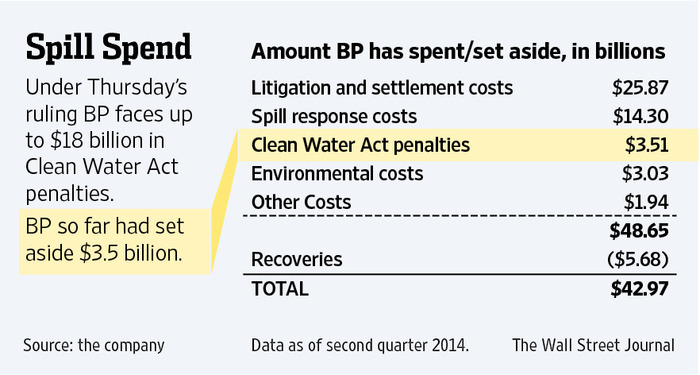 Spill Spend
Under Thursday's
ruling BP faces up
to $18 billion in
Clean Water Act
penalties.
BP so far had set
aside $3.5 billion.
Amount BP has spent/set aside, in billions
Litigation and settlement costs $25.87
Spill response costs $14.30
Clean Water Act penalties $3.51
Environmental costs $3.03
Other Costs $1.94
$48.65
Recoveries ($5.68)
TOTAL $42.97
Source: the company Data as of second quarter 2014. The Wall Street Journal